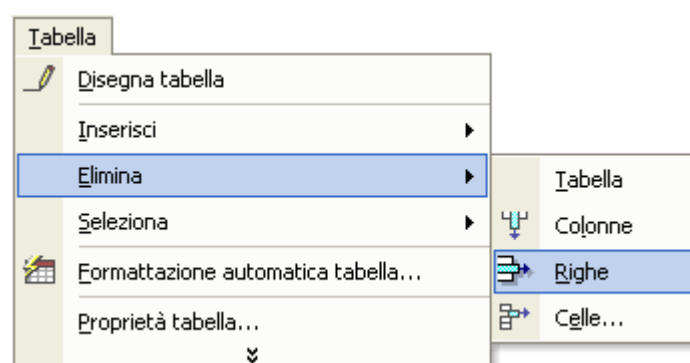 Tabella
Disegna tabella
Inserisci
Elimina
Seleziona
Formattazione automatica tabella...
Proprietà tabella...
Tabella
Colonne
Righe
Celle...